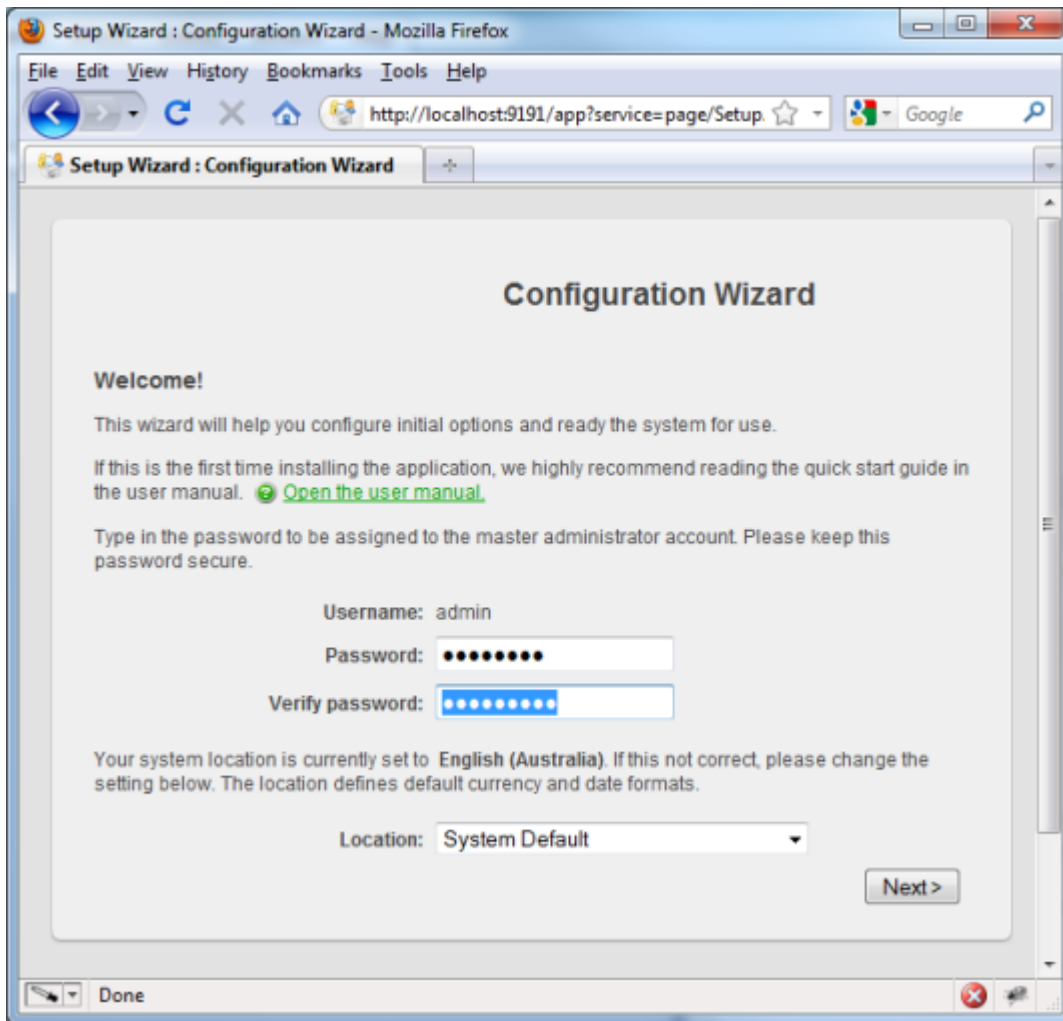 Setup Wizard : Configuration Wizard - Mozilla Firefox
File Edit View History Bookmarks Tools Help
http://localhost:9191/app?service=page/Setup. Google
Setup Wizard : Configuration Wizard
Configuration Wizard
Welcome!
This wizard will help you configure initial options and ready the system for use.
If this is the first time installing the application, we highly recommend reading the quick start guide in
the user manual. Open the user manual.
Type in the password to be assigned to the master administrator account. Please keep this
password secure.
Username: admin
Password: ●●●●●●●●
Verify password: ●●●●●●●●●
Your system location is currently set to English (Australia). If this not correct, please change the
setting below. The location defines default currency and date formats.
Location: System Default
Next >
Done